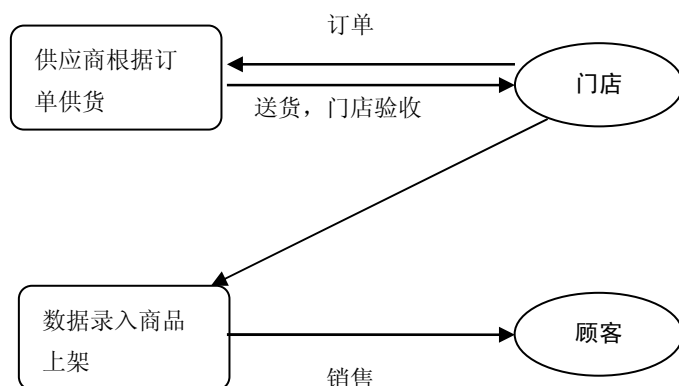 订单
供应商根据订
单供货
门店
送货，门店验收
数据录入商品
上架
顾客
销售